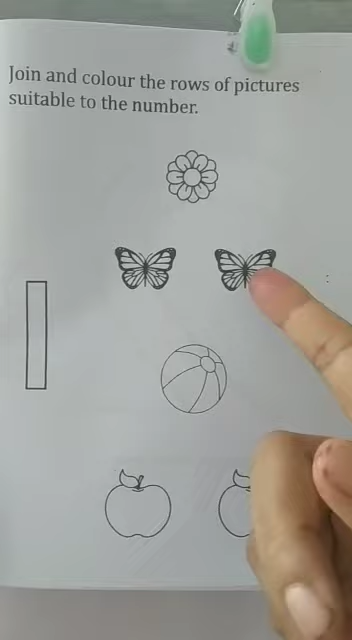 Join and colour the rows of pictures
suitable to the number.